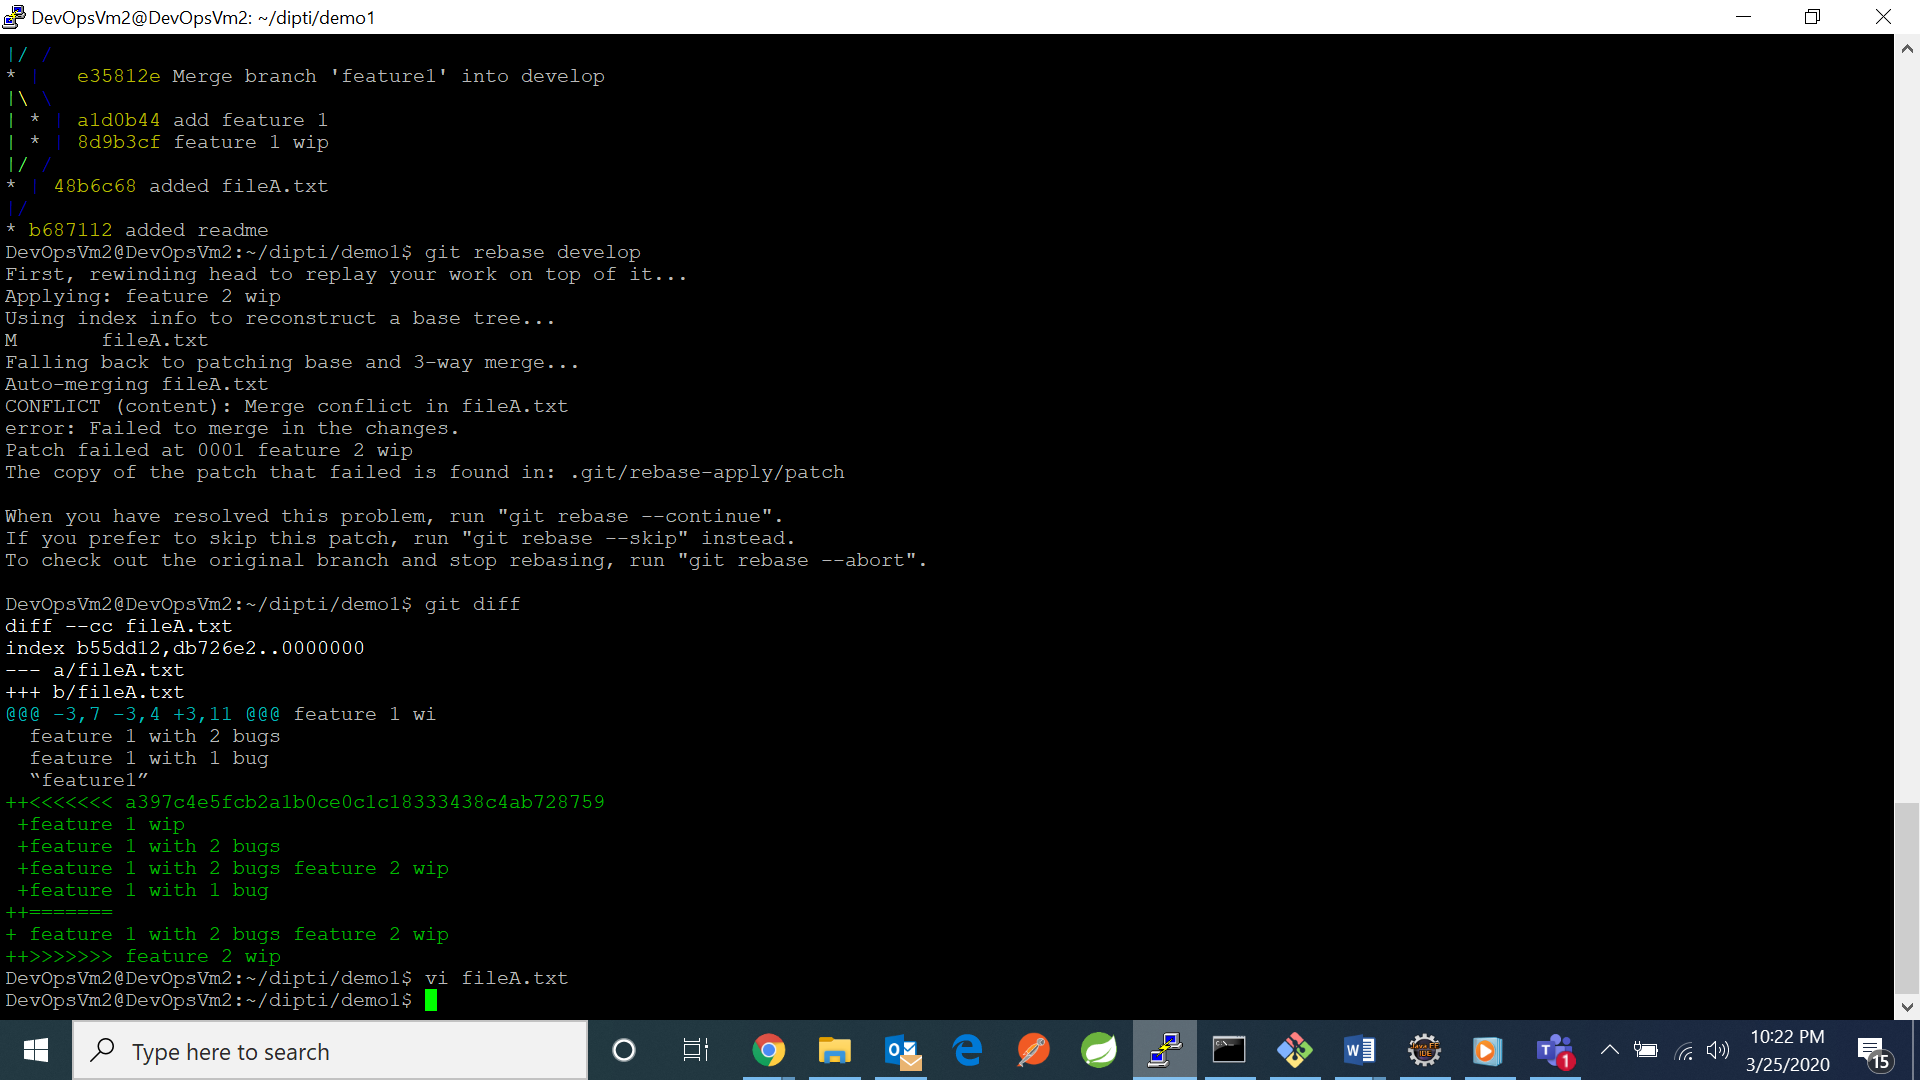 DevOpsVm2@DevOpsVm2: ~/dipti/demo1
|/ /
* |   e35812e Merge branch 'feature1' into develop
|\ \
| * | a1d0b44 add feature 1
| * | 8d9b3cf feature 1 wip
|/ /
* | 48b6c68 added fileA.txt
|/
* b687112 added readme
DevOpsVm2@DevOpsVm2:~/dipti/demo1$ git rebase develop
First, rewinding head to replay your work on top of it...
Applying: feature 2 wip
Using index info to reconstruct a base tree...
M       fileA.txt
Falling back to patching base and 3-way merge...
Auto-merging fileA.txt
CONFLICT (content): Merge conflict in fileA.txt
error: Failed to merge in the changes.
Patch failed at 0001 feature 2 wip
The copy of the patch that failed is found in: .git/rebase-apply/patch
When you have resolved this problem, run "git rebase --continue".
If you prefer to skip this patch, run "git rebase --skip" instead.
To check out the original branch and stop rebasing, run "git rebase --abort".
DevOpsVm2@DevOpsVm2:~/dipti/demo1$ git diff
diff --cc fileA.txt
index b55dd12,db726e2..0000000
--- a/fileA.txt
+++ b/fileA.txt
@@@ -3,7 -3,4 +3,11 @@@ feature 1 wi
  feature 1 with 2 bugs
  feature 1 with 1 bug
  “feature1”
++<<<<<<< a397c4e5fcb2a1b0ce0c1c18333438c4ab728759
 +feature 1 wip
 +feature 1 with 2 bugs
 +feature 1 with 2 bugs feature 2 wip
 +feature 1 with 1 bug
++=======
+ feature 1 with 2 bugs feature 2 wip
++>>>>>>> feature 2 wip
DevOpsVm2@DevOpsVm2:~/dipti/demo1$ vi fileA.txt
DevOpsVm2@DevOpsVm2:~/dipti/demo1$
Type here to search
10:22 PM
3/25/2020
1
15